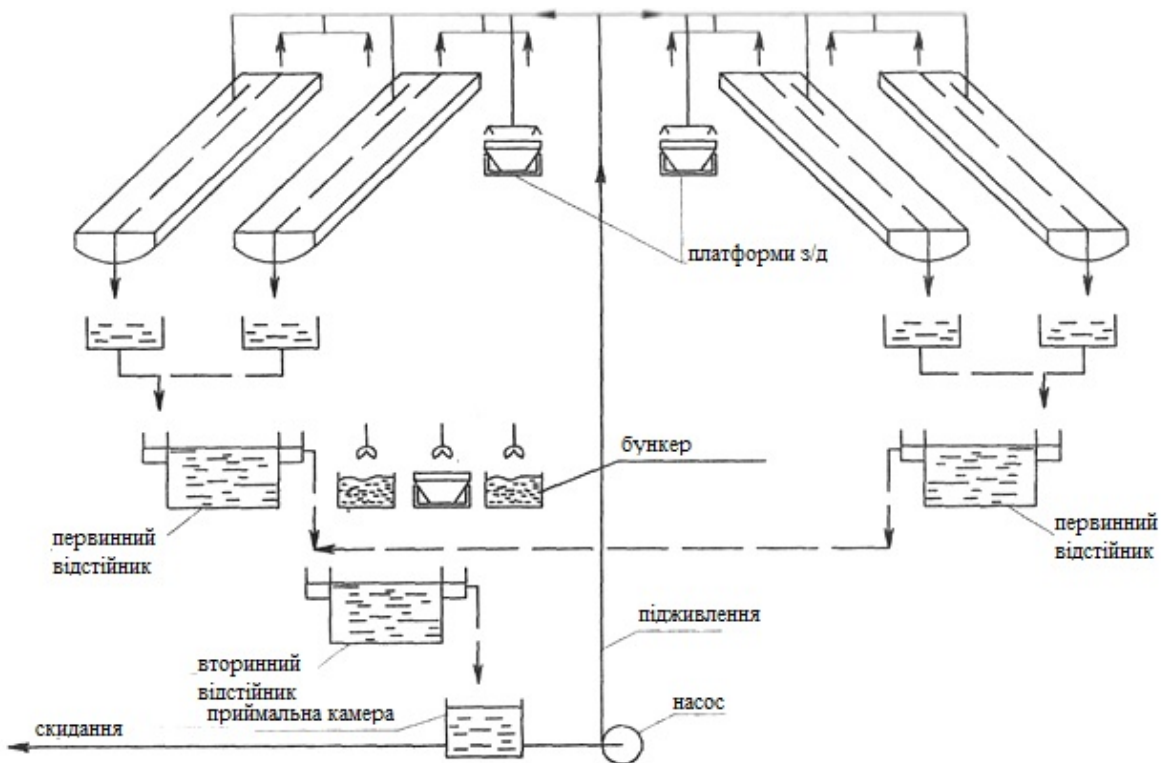 платформи з/д
бункер
первинний
відстійник
первинний
відстійник
підживлення
вторинний
відстійник
приймальна камера
насос
скидання